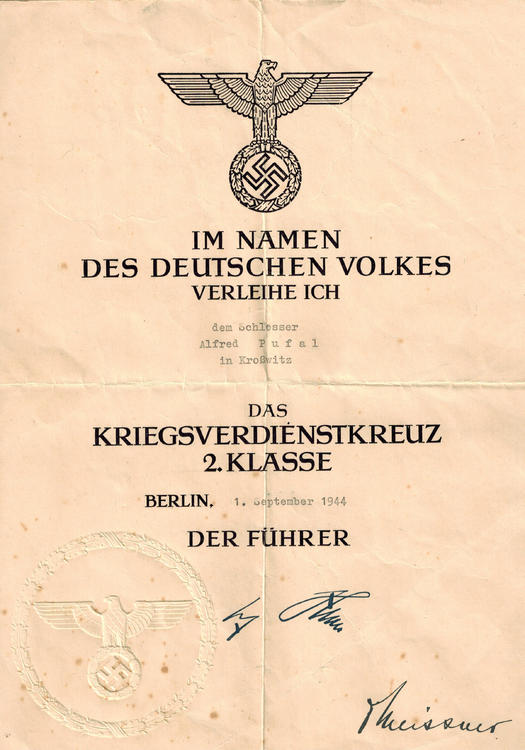 IM NAMEN
DES DEUTSCHEN VOLKES
VERLEIHE ICH
dem Schlosser
Alfred Pufal
in Kroßwitz
DAS
KRIEGSVERDIENSTKREUZ
2. KLASSE
BERLIN, 1. September 1944
DER FÜHRER
Meissner